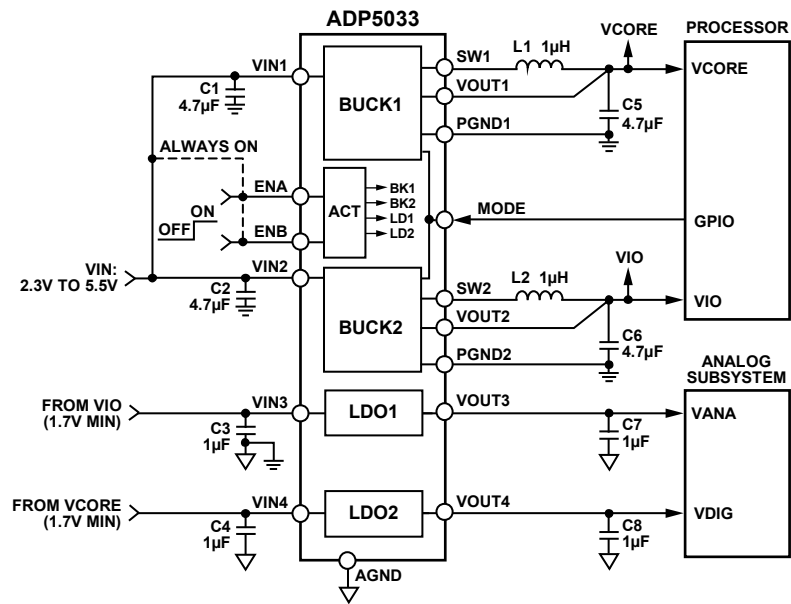 ADP5033
PROCESSOR
VCORE
L1 1µH
SW1
VIN1
VCORE
C1
4.7µF
BUCK1
VOUT1
C5
4.7µF
PGND1
ALWAYS ON
ENA
BK1
BK2
ACT
LD1
LD2
MODE
GPIO
ON
OFF
ENB
VIN:
2.3V TO 5.5V
VIN2
VIO
L2 1µH
SW2
VIO
C2
4.7µF
BUCK2
VOUT2
C6
4.7µF
PGND2
ANALOG
SUBSYSTEM
FROM VIO
(1.7V MIN)
VIN3
LDO1
VOUT3
VANA
C3
1µF
C7
1µF
FROM VCORE
(1.7V MIN)
VIN4
LDO2
VOUT4
VDIG
C4
1µF
C8
1µF
AGND